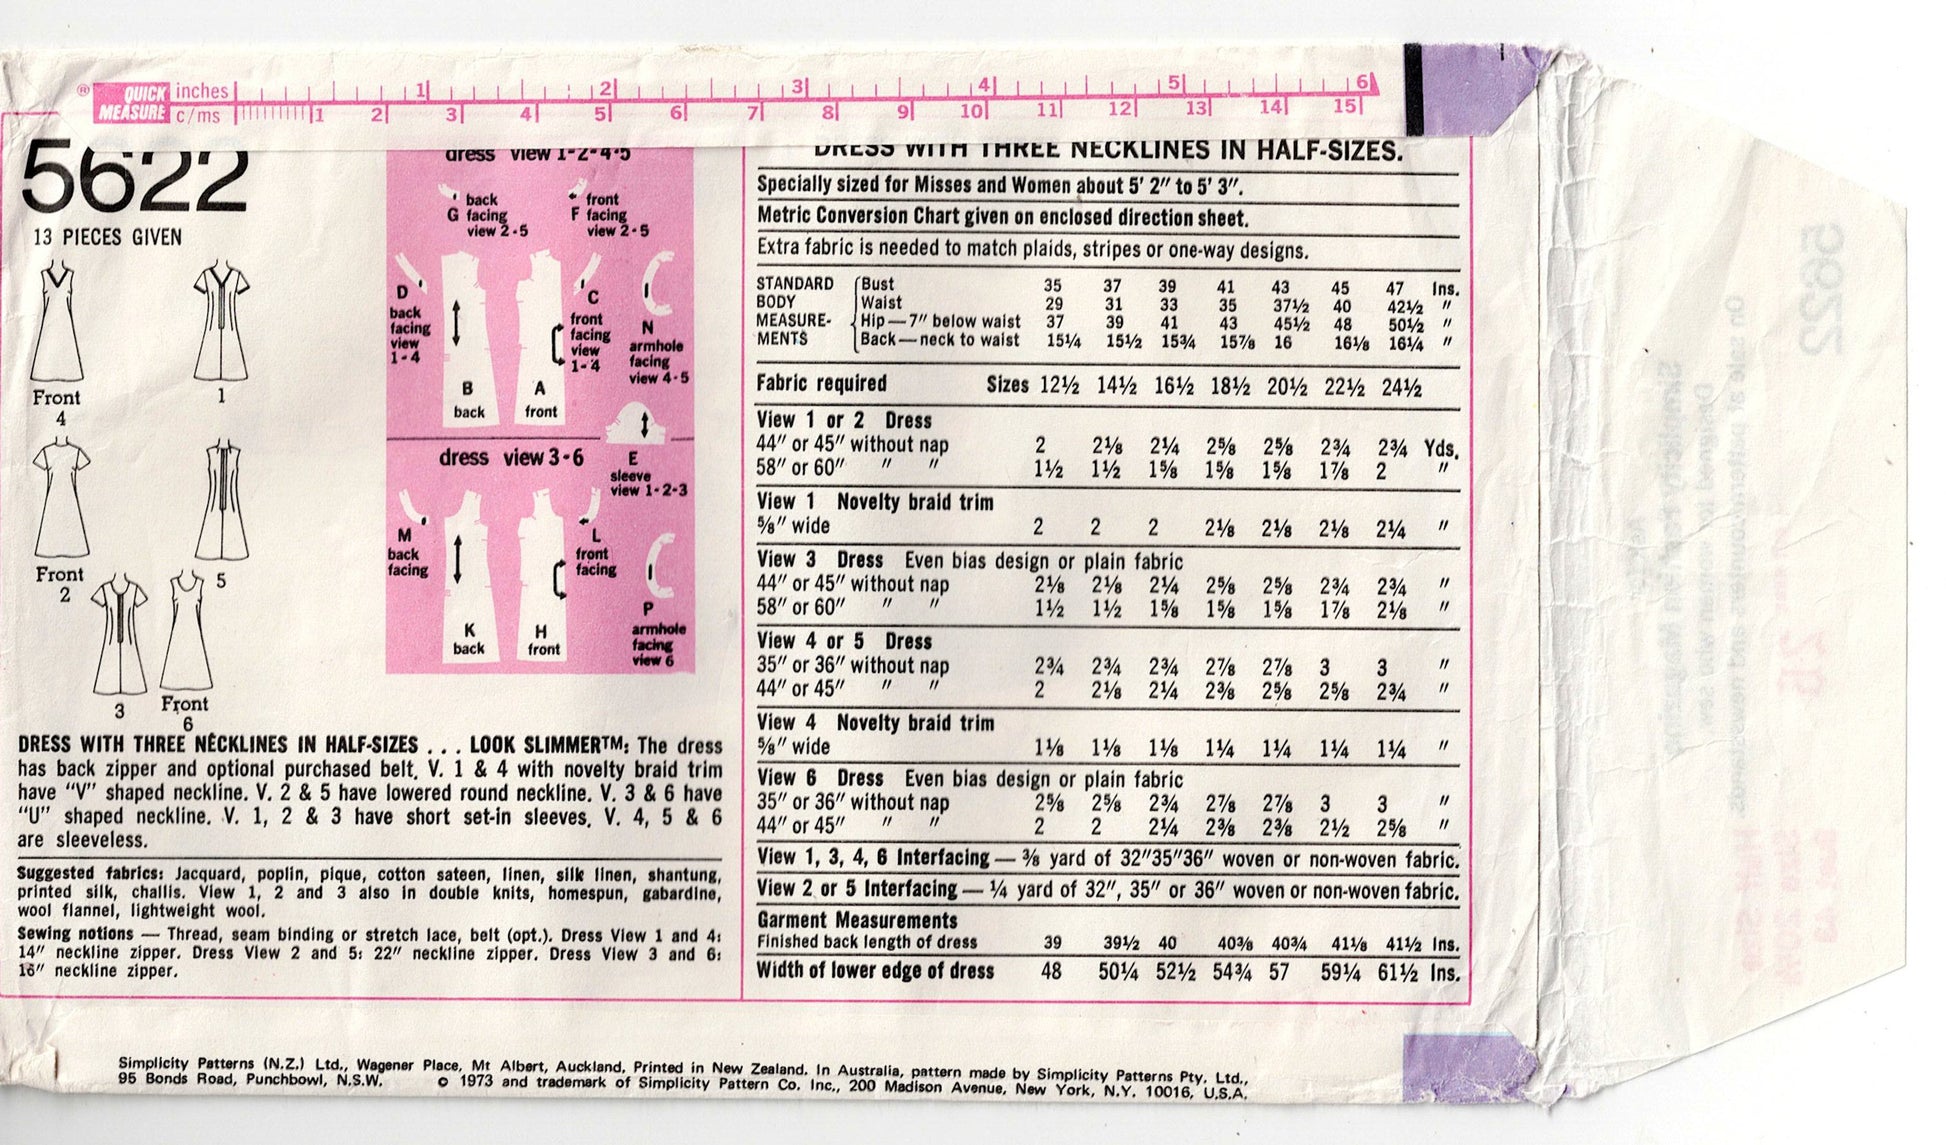 QUICK MEASURE ®
inches 1 2 3 4 5 6
c/ms 1 2 3 4 5 6 7 8 9 10 11 12 13 14 15
5622
13 PIECES GIVEN
Front
4
1
Front
2
5
3
Front
6
dress view 1-2-4-5
G back facing view 2-5
F front facing view 2-5
D back facing view 1-4
C front facing view 1-4
N armhole facing view 4-5
B back
A front
dress view 3-6
E sleeve view 1-2-3
M back facing
L front facing
P armhole facing view 6
K back
H front
DRESS WITH THREE NECKLINES IN HALF-SIZES . . . LOOK SLIMMER™: The dress
has back zipper and optional purchased belt. V. 1 & 4 with novelty braid trim
have "V" shaped neckline. V. 2 & 5 have lowered round neckline. V. 3 & 6 have
"U" shaped neckline. V. 1, 2 & 3 have short set-in sleeves. V. 4, 5 & 6
are sleeveless.
Suggested fabrics: Jacquard, poplin, pique, cotton sateen, linen, silk linen, shantung,
printed silk, challis. View 1, 2 and 3 also in double knits, homespun, gabardine,
wool flannel, lightweight wool.
Sewing notions — Thread, seam binding or stretch lace, belt (opt.). Dress View 1 and 4:
14" neckline zipper. Dress View 2 and 5: 22" neckline zipper. Dress View 3 and 6:
16" neckline zipper.
DRESS WITH THREE NECKLINES IN HALF-SIZES.
Specially sized for Misses and Women about 5' 2" to 5' 3".
Metric Conversion Chart given on enclosed direction sheet.
Extra fabric is needed to match plaids, stripes or one-way designs.
STANDARD Bust 35 37 39 41 43 45 47 Ins.
BODY Waist 29 31 33 35 37½ 40 42½ "
MEASURE- Hip — 7" below waist 37 39 41 43 45½ 48 50½ "
MENTS Back — neck to waist 15¼ 15½ 15¾ 15⅞ 16 16⅛ 16¼ "
Fabric required Sizes 12½ 14½ 16½ 18½ 20½ 22½ 24½
View 1 or 2 Dress
44" or 45" without nap 2 2⅛ 2¼ 2⅝ 2⅝ 2¾ 2¾ Yds.
58" or 60" " " 1½ 1½ 1⅝ 1⅝ 1⅝ 1⅞ 2 "
View 1 Novelty braid trim
⅝" wide 2 2 2 2⅛ 2⅛ 2⅛ 2¼ "
View 3 Dress Even bias design or plain fabric
44" or 45" without nap 2⅛ 2⅛ 2¼ 2⅝ 2⅝ 2¾ 2¾ "
58" or 60" " " 1½ 1½ 1⅝ 1⅝ 1⅝ 1⅞ 2⅛ "
View 4 or 5 Dress
35" or 36" without nap 2¾ 2¾ 2¾ 2⅞ 2⅞ 3 3 "
44" or 45" " " 2 2⅛ 2¼ 2⅜ 2⅝ 2⅝ 2¾ "
View 4 Novelty braid trim
⅝" wide 1⅛ 1⅛ 1⅛ 1¼ 1¼ 1¼ 1¼ "
View 6 Dress Even bias design or plain fabric
35" or 36" without nap 2⅝ 2⅝ 2¾ 2⅞ 2⅞ 3 3 "
44" or 45" " " 2 2 2¼ 2⅜ 2⅜ 2½ 2⅝ "
View 1, 3, 4, 6 Interfacing — ⅜ yard of 32"35"36" woven or non-woven fabric.
View 2 or 5 Interfacing — ¼ yard of 32", 35" or 36" woven or non-woven fabric.
Garment Measurements
Finished back length of dress 39 39½ 40 40⅜ 40¾ 41⅛ 41½ Ins.
Width of lower edge of dress 48 50¼ 52½ 54¾ 57 59¼ 61½ Ins.
Simplicity Patterns (N.Z.) Ltd., Wagener Place, Mt Albert, Auckland. Printed in New Zealand. In Australia, pattern made by Simplicity Patterns Pty. Ltd.,
95 Bonds Road, Punchbowl, N.S.W. © 1973 and trademark of Simplicity Pattern Co. Inc., 200 Madison Avenue, New York, N.Y. 10016, U.S.A.
5622